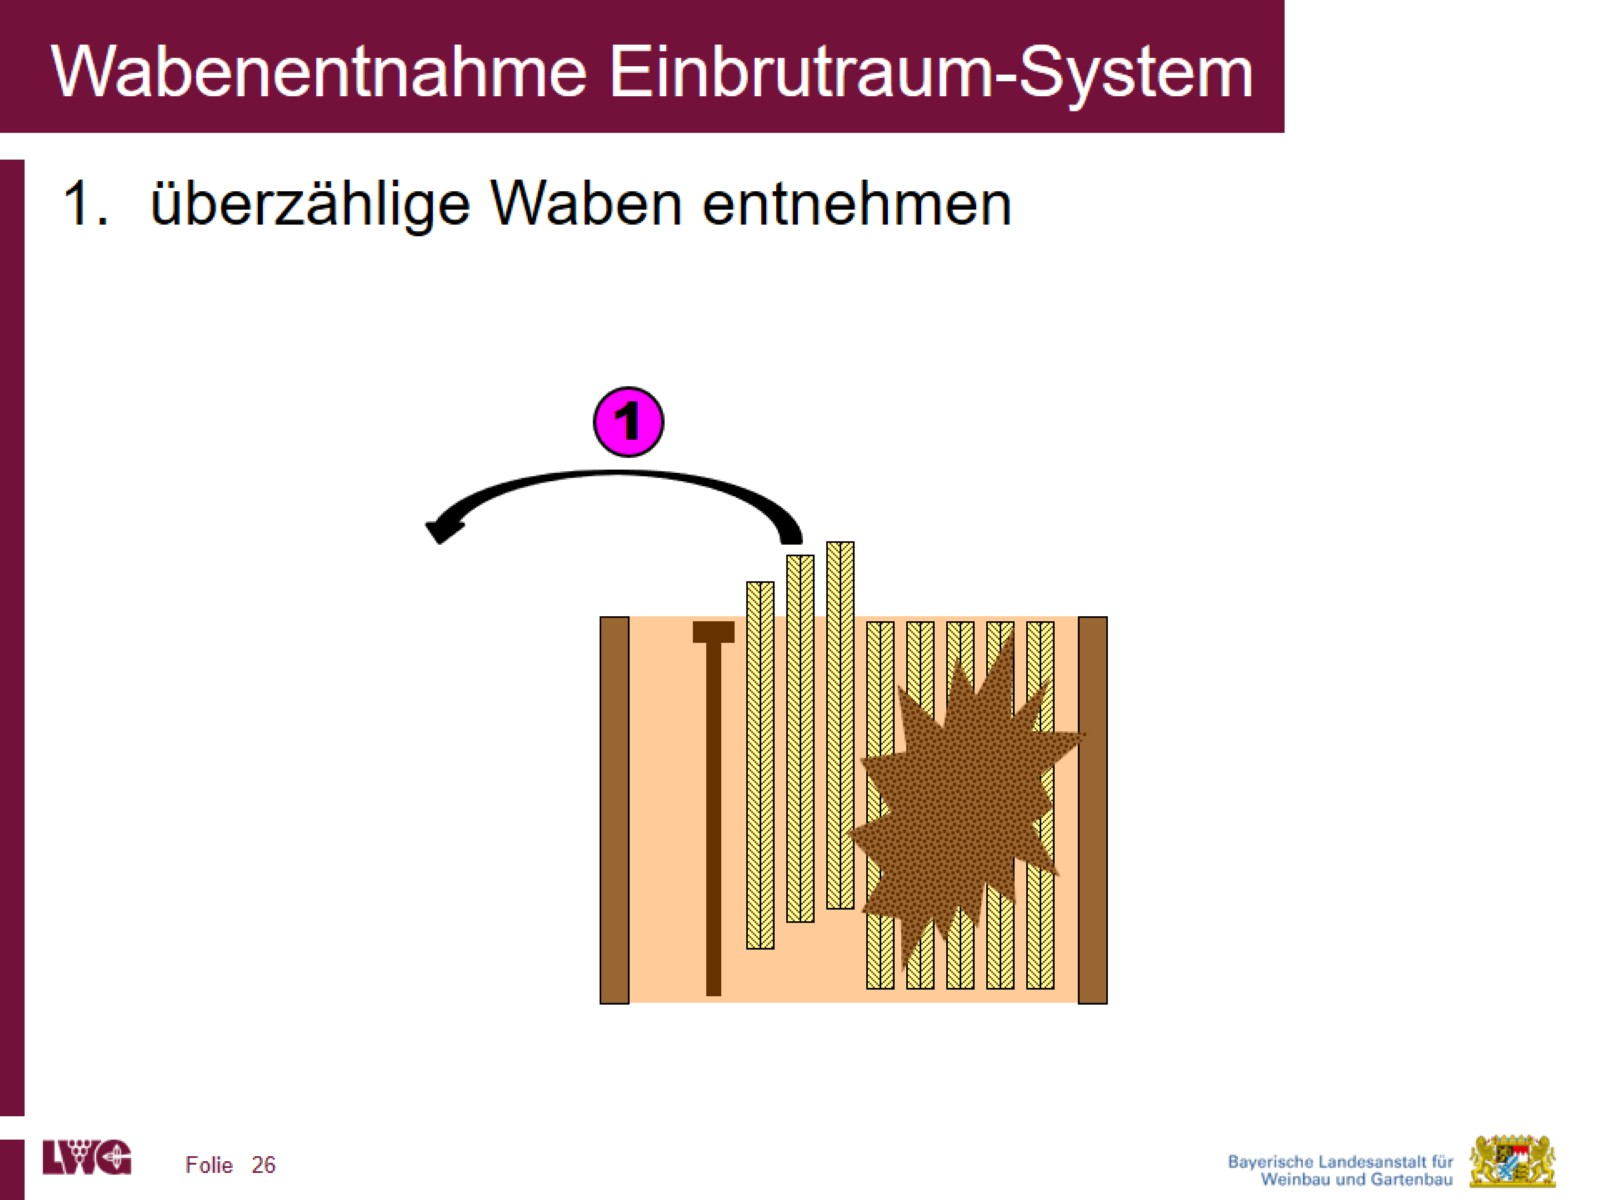 Wabenentnahme Einbrutraum-System
1. überzählige Waben entnehmen
1
LWG
Folie 26
Bayerische Landesanstalt für
Weinbau und Gartenbau